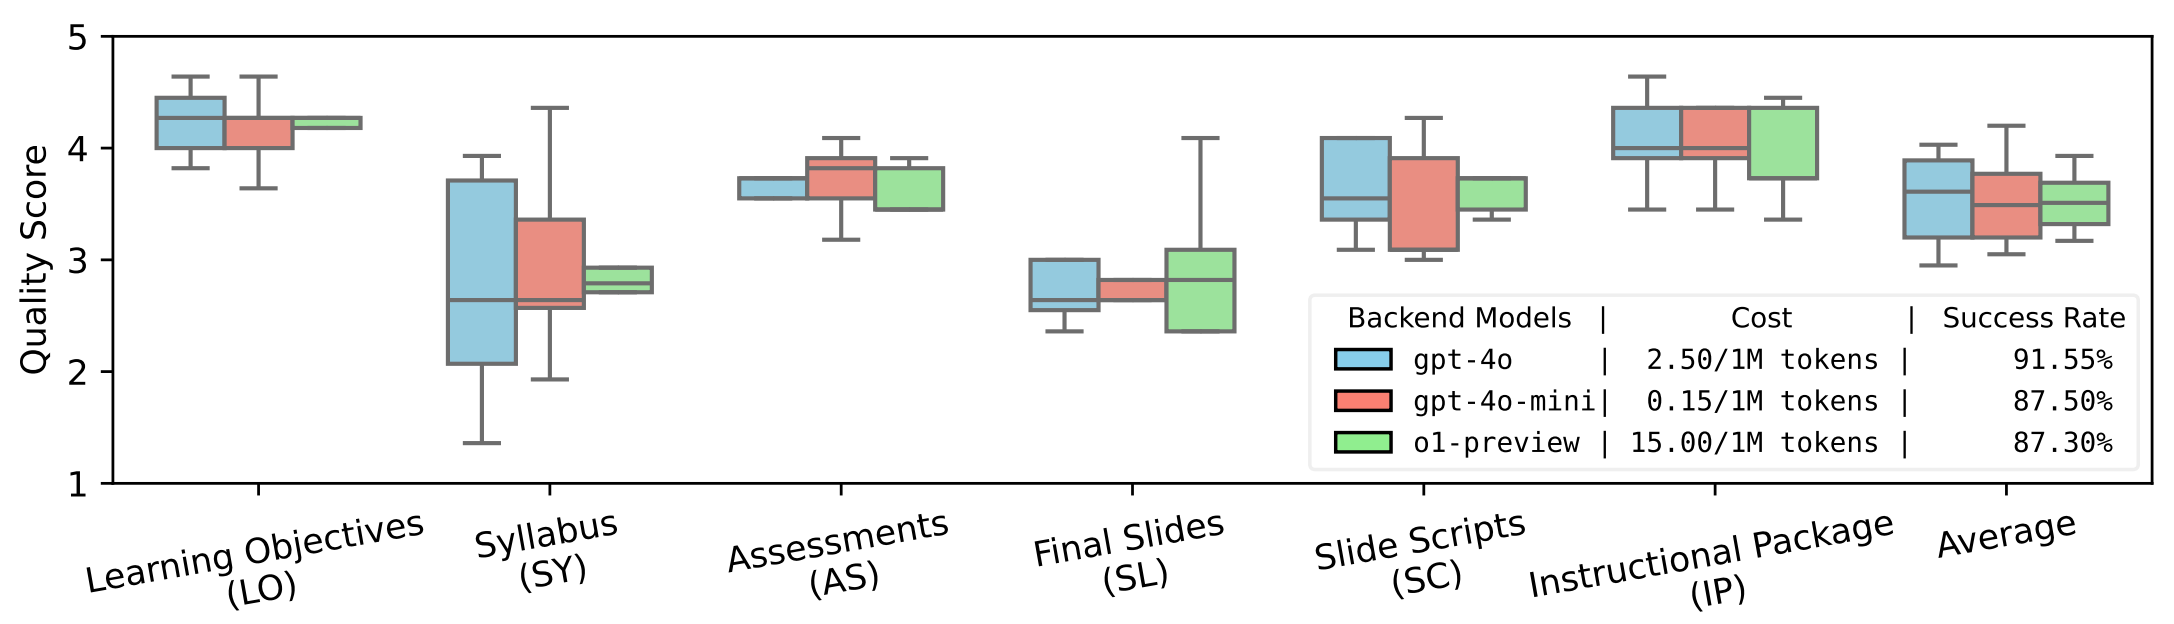 Quality Score
5
4
3
2
1
Backend Models | Cost | Success Rate
gpt-4o | 2.50/1M tokens | 91.55%
gpt-4o-mini| 0.15/1M tokens | 87.50%
o1-preview | 15.00/1M tokens | 87.30%
Learning Objectives
(LO)
Syllabus
(SY)
Assessments
(AS)
Final Slides
(SL)
Slide Scripts
(SC)
Instructional Package
(IP)
Average